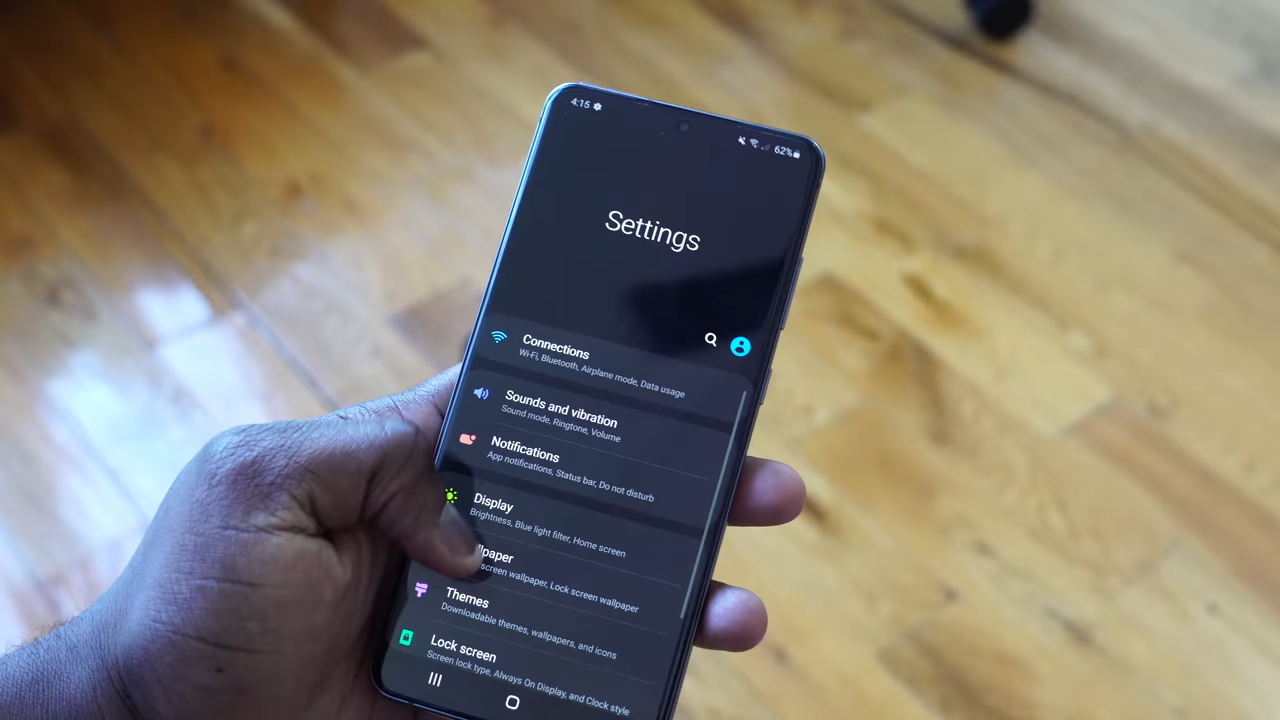 4:15
62%
Settings
Connections
Wi-Fi, Bluetooth, Airplane mode, Data usage
Sounds and vibration
Sound mode, Ringtone, Volume
Notifications
App notifications, Status bar, Do not disturb
Display
Brightness, Blue light filter, Home screen
llpaper
screen wallpaper, Lock screen wallpaper
Themes
Downloadable themes, wallpapers, and icons
Lock screen
Screen lock type, Always On Display, and Clock style